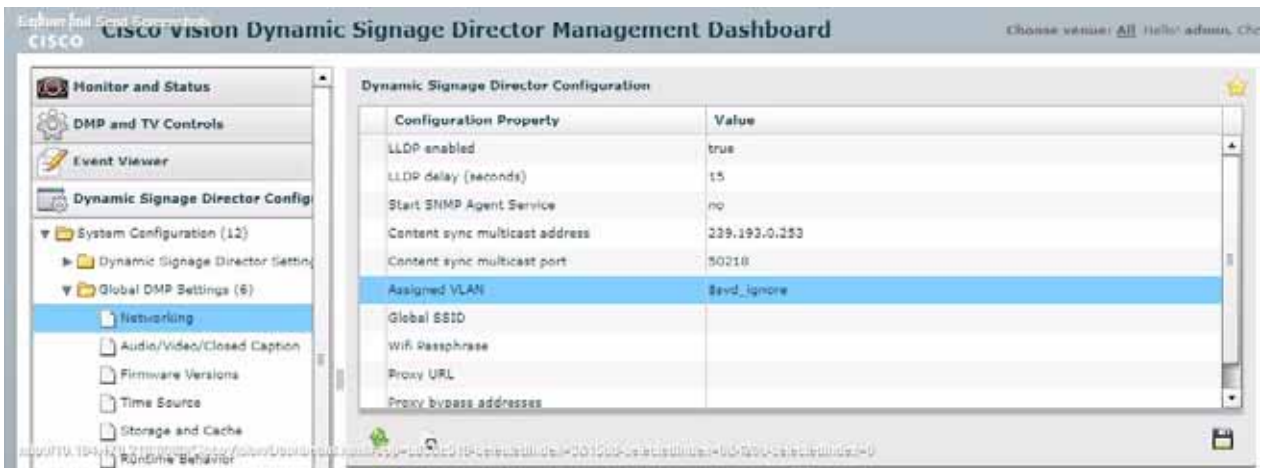 CISCO
Cisco Vision Dynamic Signage Director Management Dashboard
Choose venue: All Hello! admin.
Monitor and Status
DMP and TV Controls
Event Viewer
Dynamic Signage Director Config
System Configuration (12)
Dynamic Signage Director Setting
Global DMP Settings (6)
Networking
Audio/Video/Closed Caption
Firmware Versions
Time Source
Storage and Cache
Runtime Behavior
Dynamic Signage Director Configuration
Configuration Property Value
LLDP enabled true
LLDP delay (seconds) 15
Start SNMP Agent Service no
Content sync multicast address 239.193.0.253
Content sync multicast port 50218
Assigned VLAN $svd_ignore
Global SSID
Wifi Passphrase
Proxy URL
Proxy bypass addresses